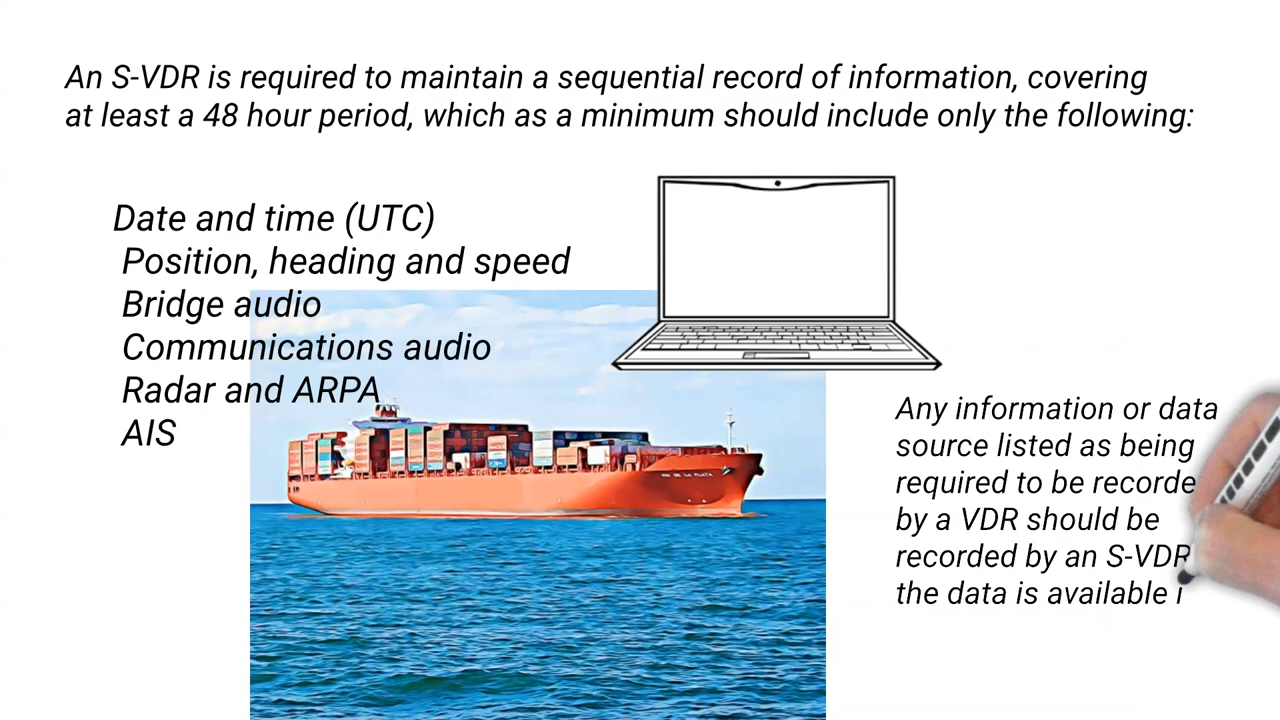 An S-VDR is required to maintain a sequential record of information, covering
at least a 48 hour period, which as a minimum should include only the following:
Date and time (UTC)
Position, heading and speed
Bridge audio
Communications audio
Radar and ARPA
AIS
Any information or data
source listed as being
required to be recorde
by a VDR should be
recorded by an S-VDR
the data is available